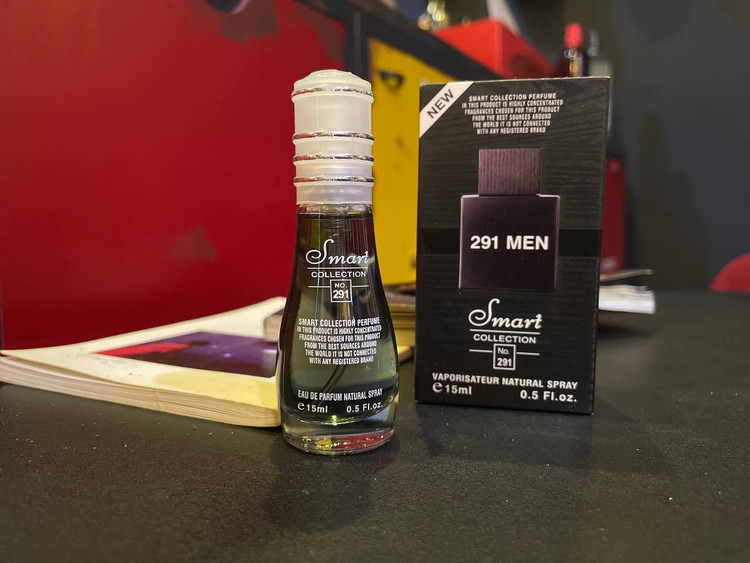 Smart
COLLECTION
NO.
291
SMART COLLECTION PERFUME
IN THIS PRODUCT IS HIGHLY CONCENTRATED
FRAGRANCES CHOSEN FOR THIS PRODUCT
FROM THE BEST SOURCES AROUND
THE WORLD IT IS NOT CONNECTED
WITH ANY REGISTERED BRAND
EAU DE PARFUM NATURAL SPRAY
℮15ml 0.5 Fl.oz.
NEW
SMART COLLECTION PERFUME
IN THIS PRODUCT IS HIGHLY CONCENTRATED
FRAGRANCES CHOSEN FOR THIS PRODUCT
FROM THE BEST SOURCES AROUND
THE WORLD IT IS NOT CONNECTED
WITH ANY REGISTERED BRAND
291 MEN
Smart
COLLECTION
No.
291
VAPORISATEUR NATURAL SPRAY
℮15ml 0.5 Fl.oz.